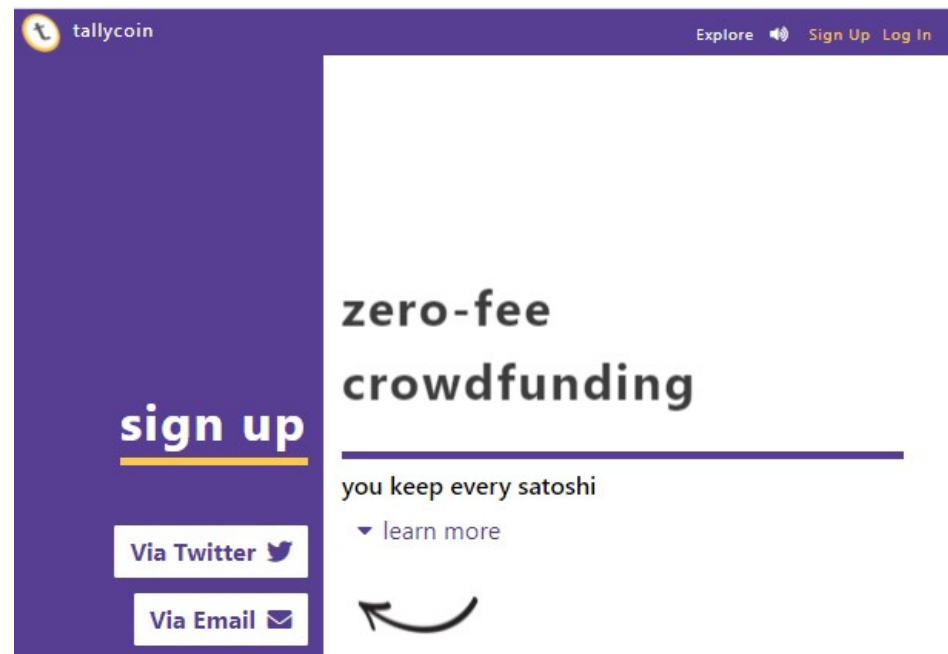 tallycoin
Explore Sign Up Log In
zero-fee
crowdfunding
sign up
you keep every satoshi
learn more
Via Twitter
Via Email